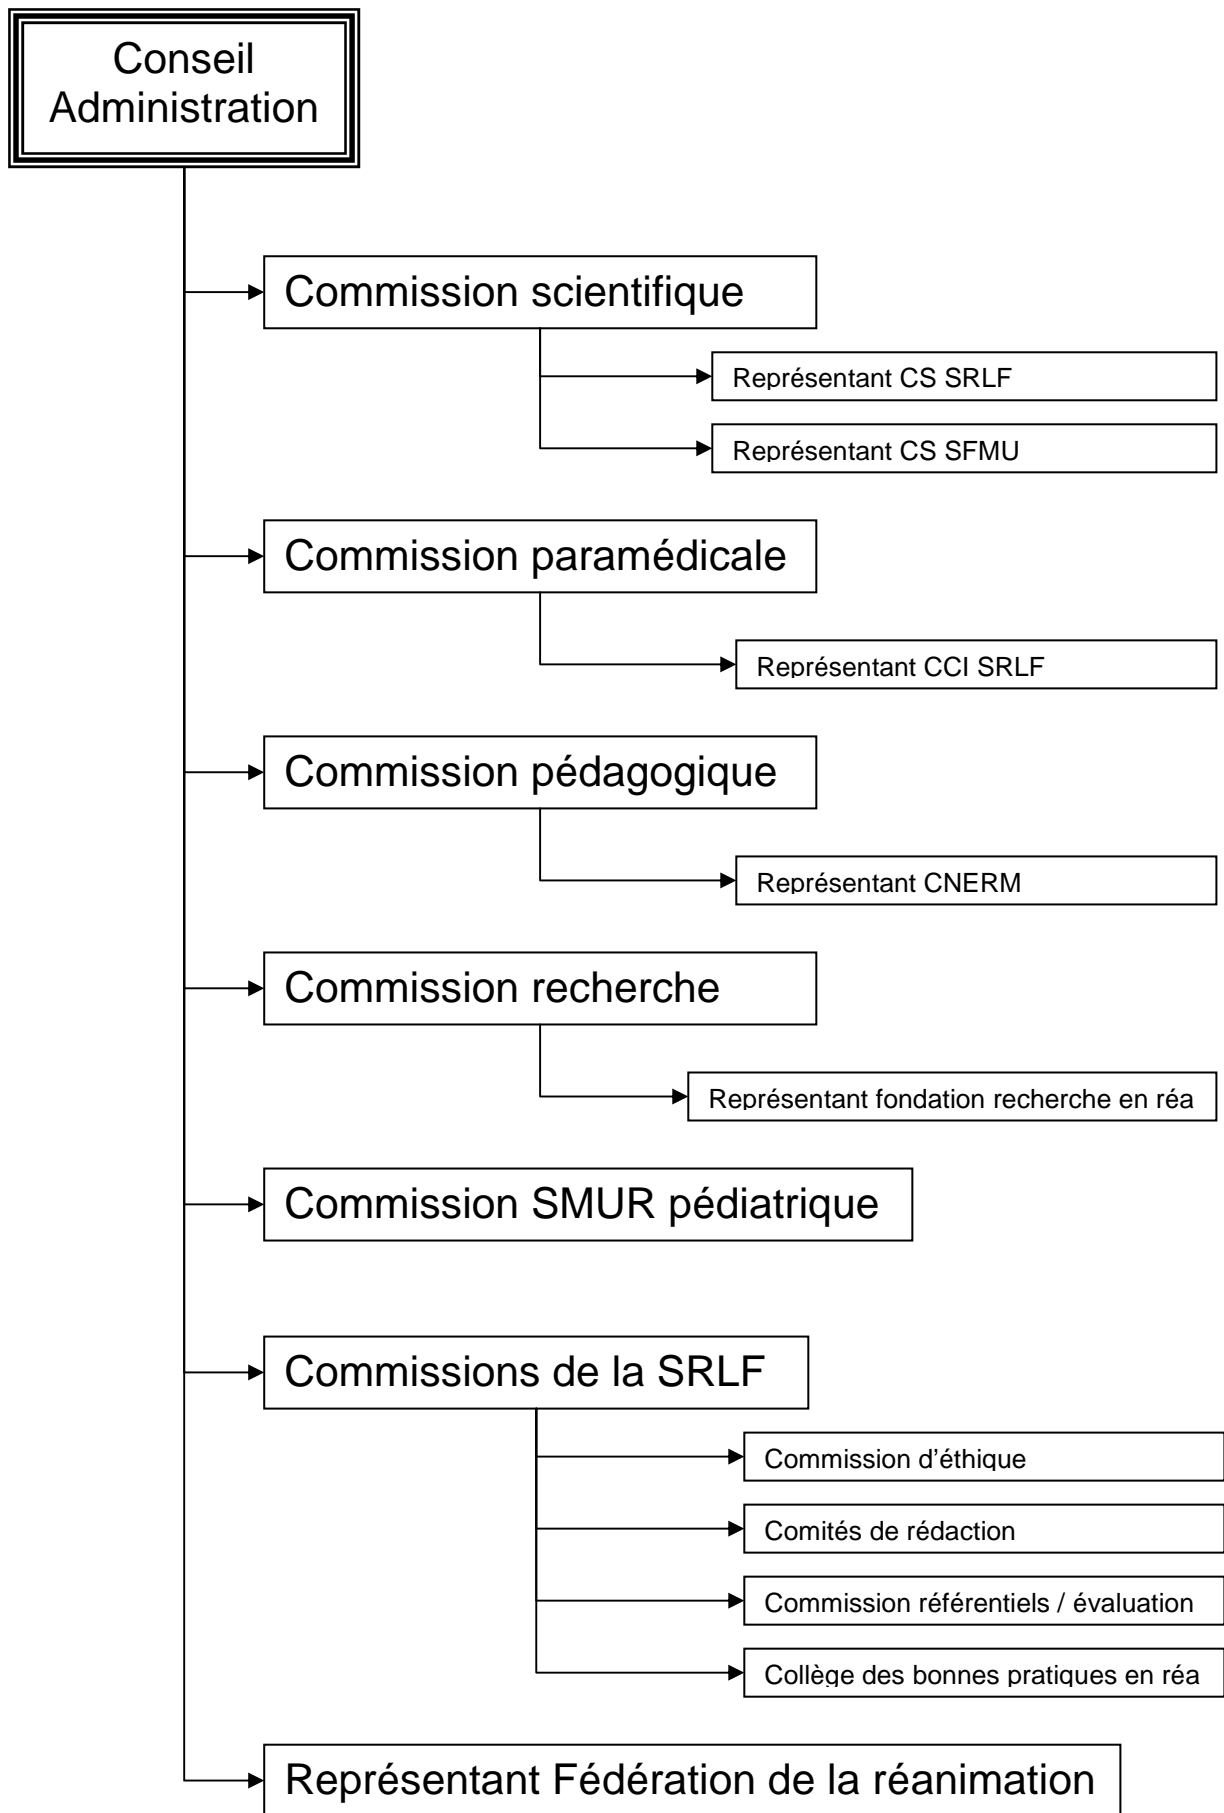 Conseil
Administration
Commission scientifique
Représentant CS SRLF
Représentant CS SFMU
Commission paramédicale
Représentant CCI SRLF
Commission pédagogique
Représentant CNERM
Commission recherche
Représentant fondation recherche en réa
Commission SMUR pédiatrique
Commissions de la SRLF
Commission d'éthique
Comités de rédaction
Commission référentiels / évaluation
Collège des bonnes pratiques en réa
Représentant Fédération de la réanimation